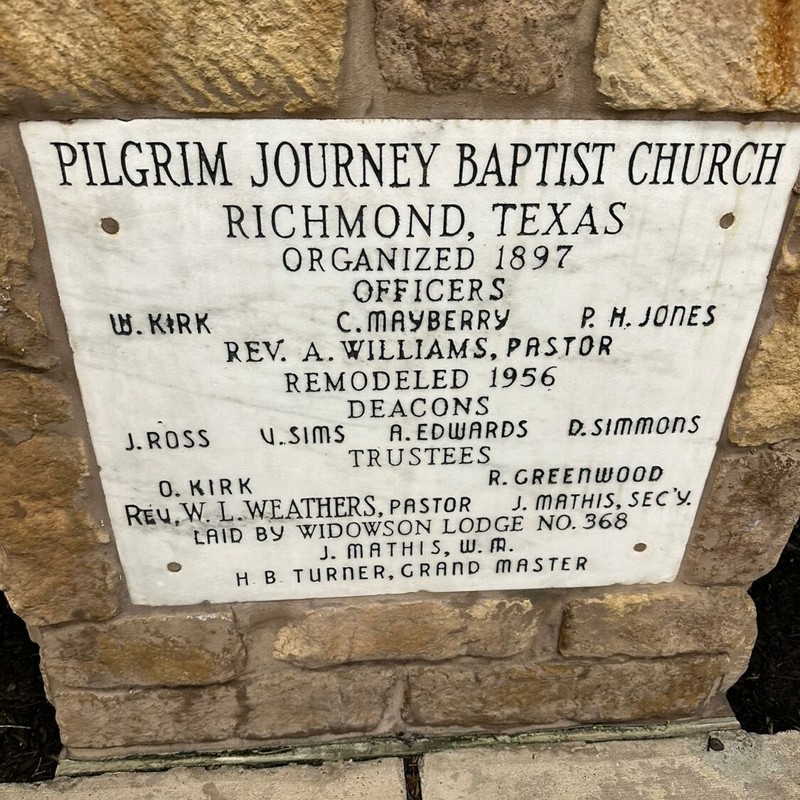 PILGRIM JOURNEY BAPTIST CHURCH
RICHMOND, TEXAS
ORGANIZED 1897
OFFICERS
W. KIRK C. MAYBERRY P. H. JONES
REV. A. WILLIAMS, PASTOR
REMODELED 1956
DEACONS
J. ROSS V. SIMS A. EDWARDS D. SIMMONS
TRUSTEES
O. KIRK R. GREENWOOD
REV, W. L. WEATHERS, PASTOR J. MATHIS, SEC'Y.
LAID BY WIDOWSON LODGE NO. 368
J. MATHIS, W. M.
H. B. TURNER, GRAND MASTER